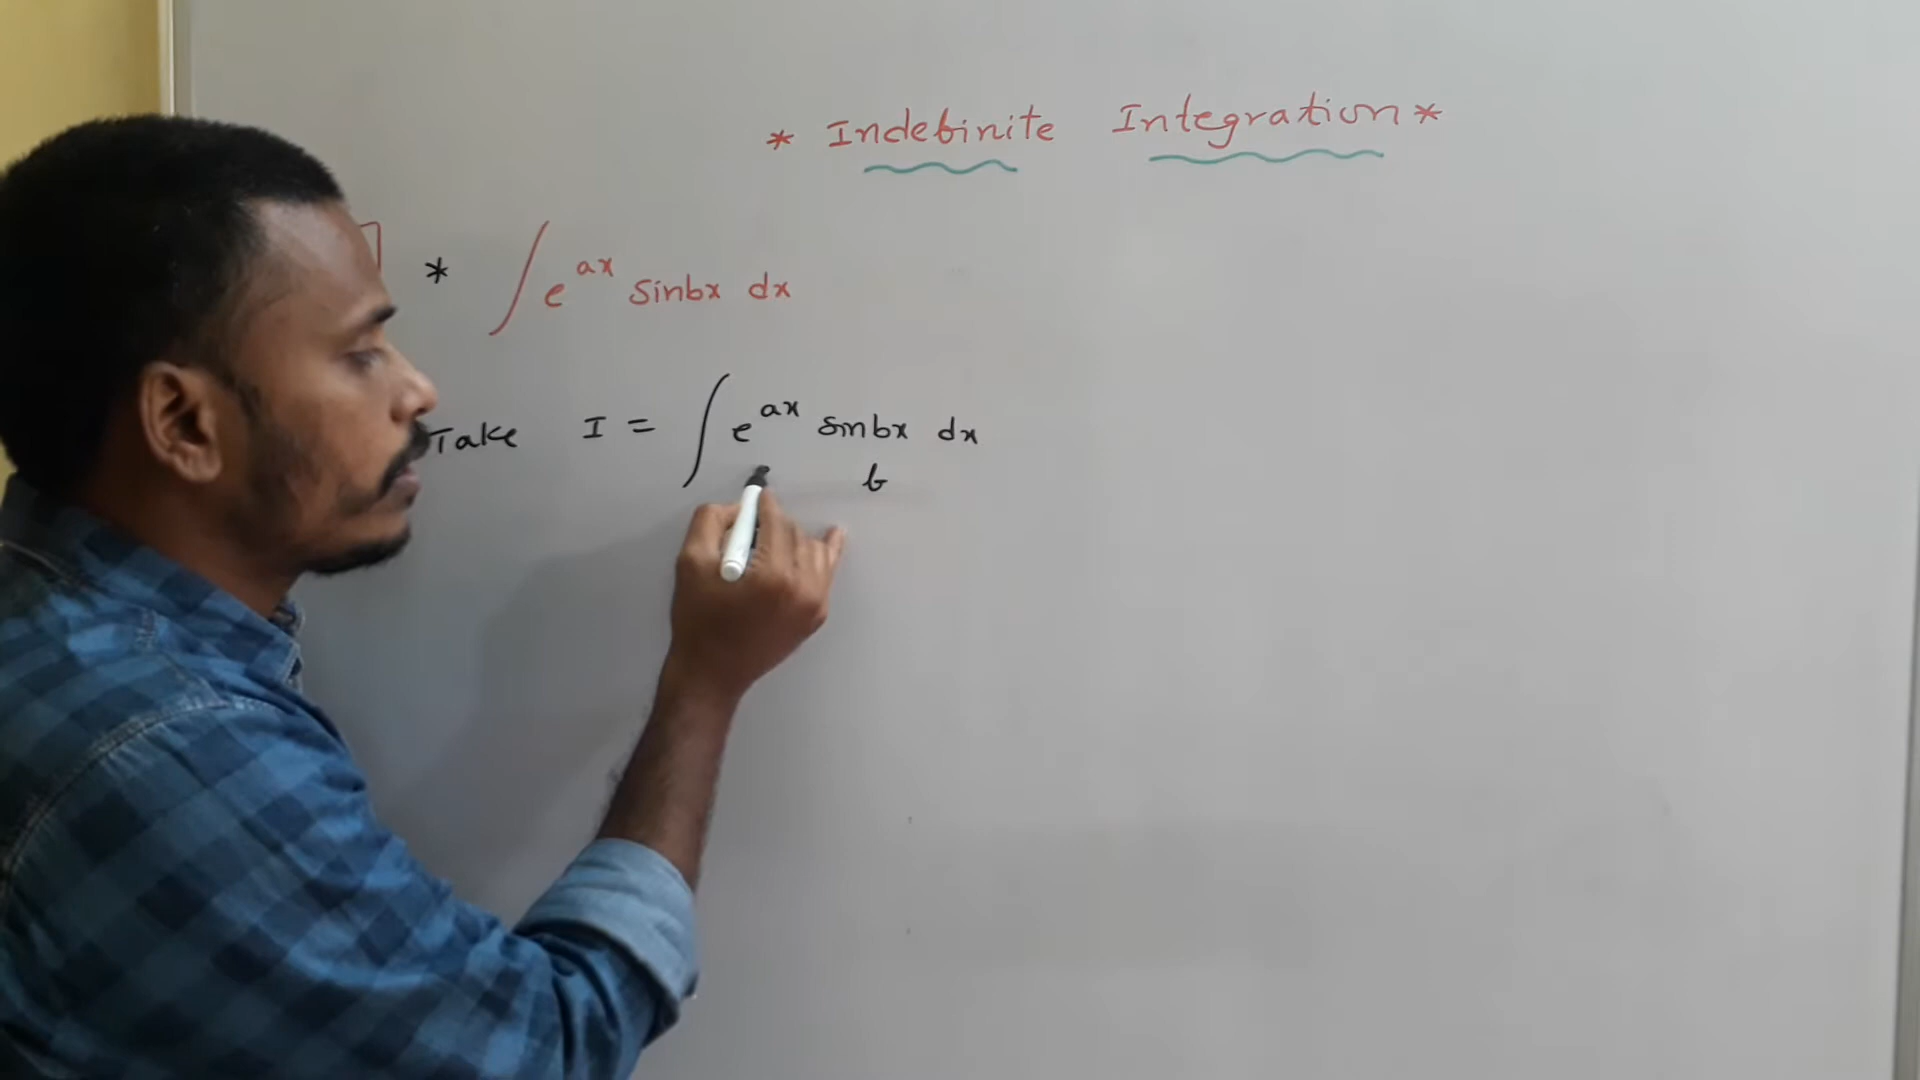 * Indefinite Integration *
* ∫ e^ax sinbx dx
Take I = ∫ e^ax sinbx dx